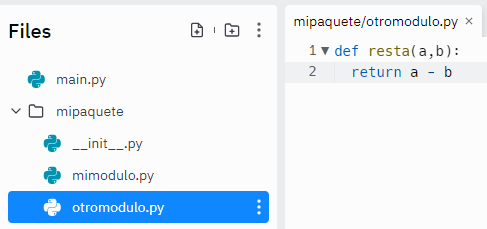 Files
main.py
mipaquete
__init__.py
mimodulo.py
otromodulo.py
mipaquete/otromodulo.py ×
1 def resta(a,b):
2 return a - b